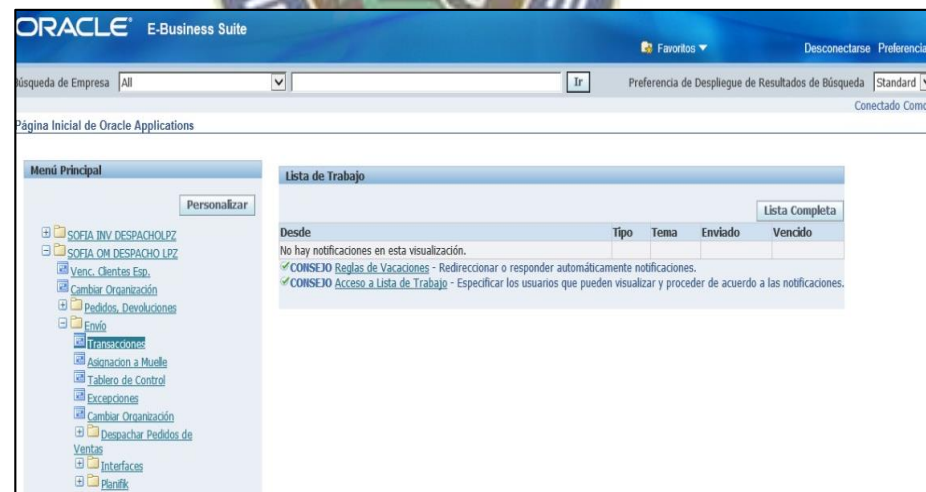 ORACLE® E-Business Suite
Favoritos Desconectarse Preferencia
Búsqueda de Empresa All Ir Preferencia de Despliegue de Resultados de Búsqueda Standard
Conectado Como
Página Inicial de Oracle Applications
Menú Principal
Personalizar
SOFIA INV DESPACHOLPZ
SOFIA OM DESPACHO LPZ
Venc. Clientes Esp.
Cambiar Organización
Pedidos, Devoluciones
Envío
Transacciones
Asignacion a Muelle
Tablero de Control
Excepciones
Cambiar Organización
Despachar Pedidos de
Ventas
Interfaces
Planifik
Lista de Trabajo
Lista Completa
Desde Tipo Tema Enviado Vencido
No hay notificaciones en esta visualización.
CONSEJO Reglas de Vacaciones - Redireccionar o responder automáticamente notificaciones.
CONSEJO Acceso a Lista de Trabajo - Especificar los usuarios que pueden visualizar y proceder de acuerdo a las notificaciones.